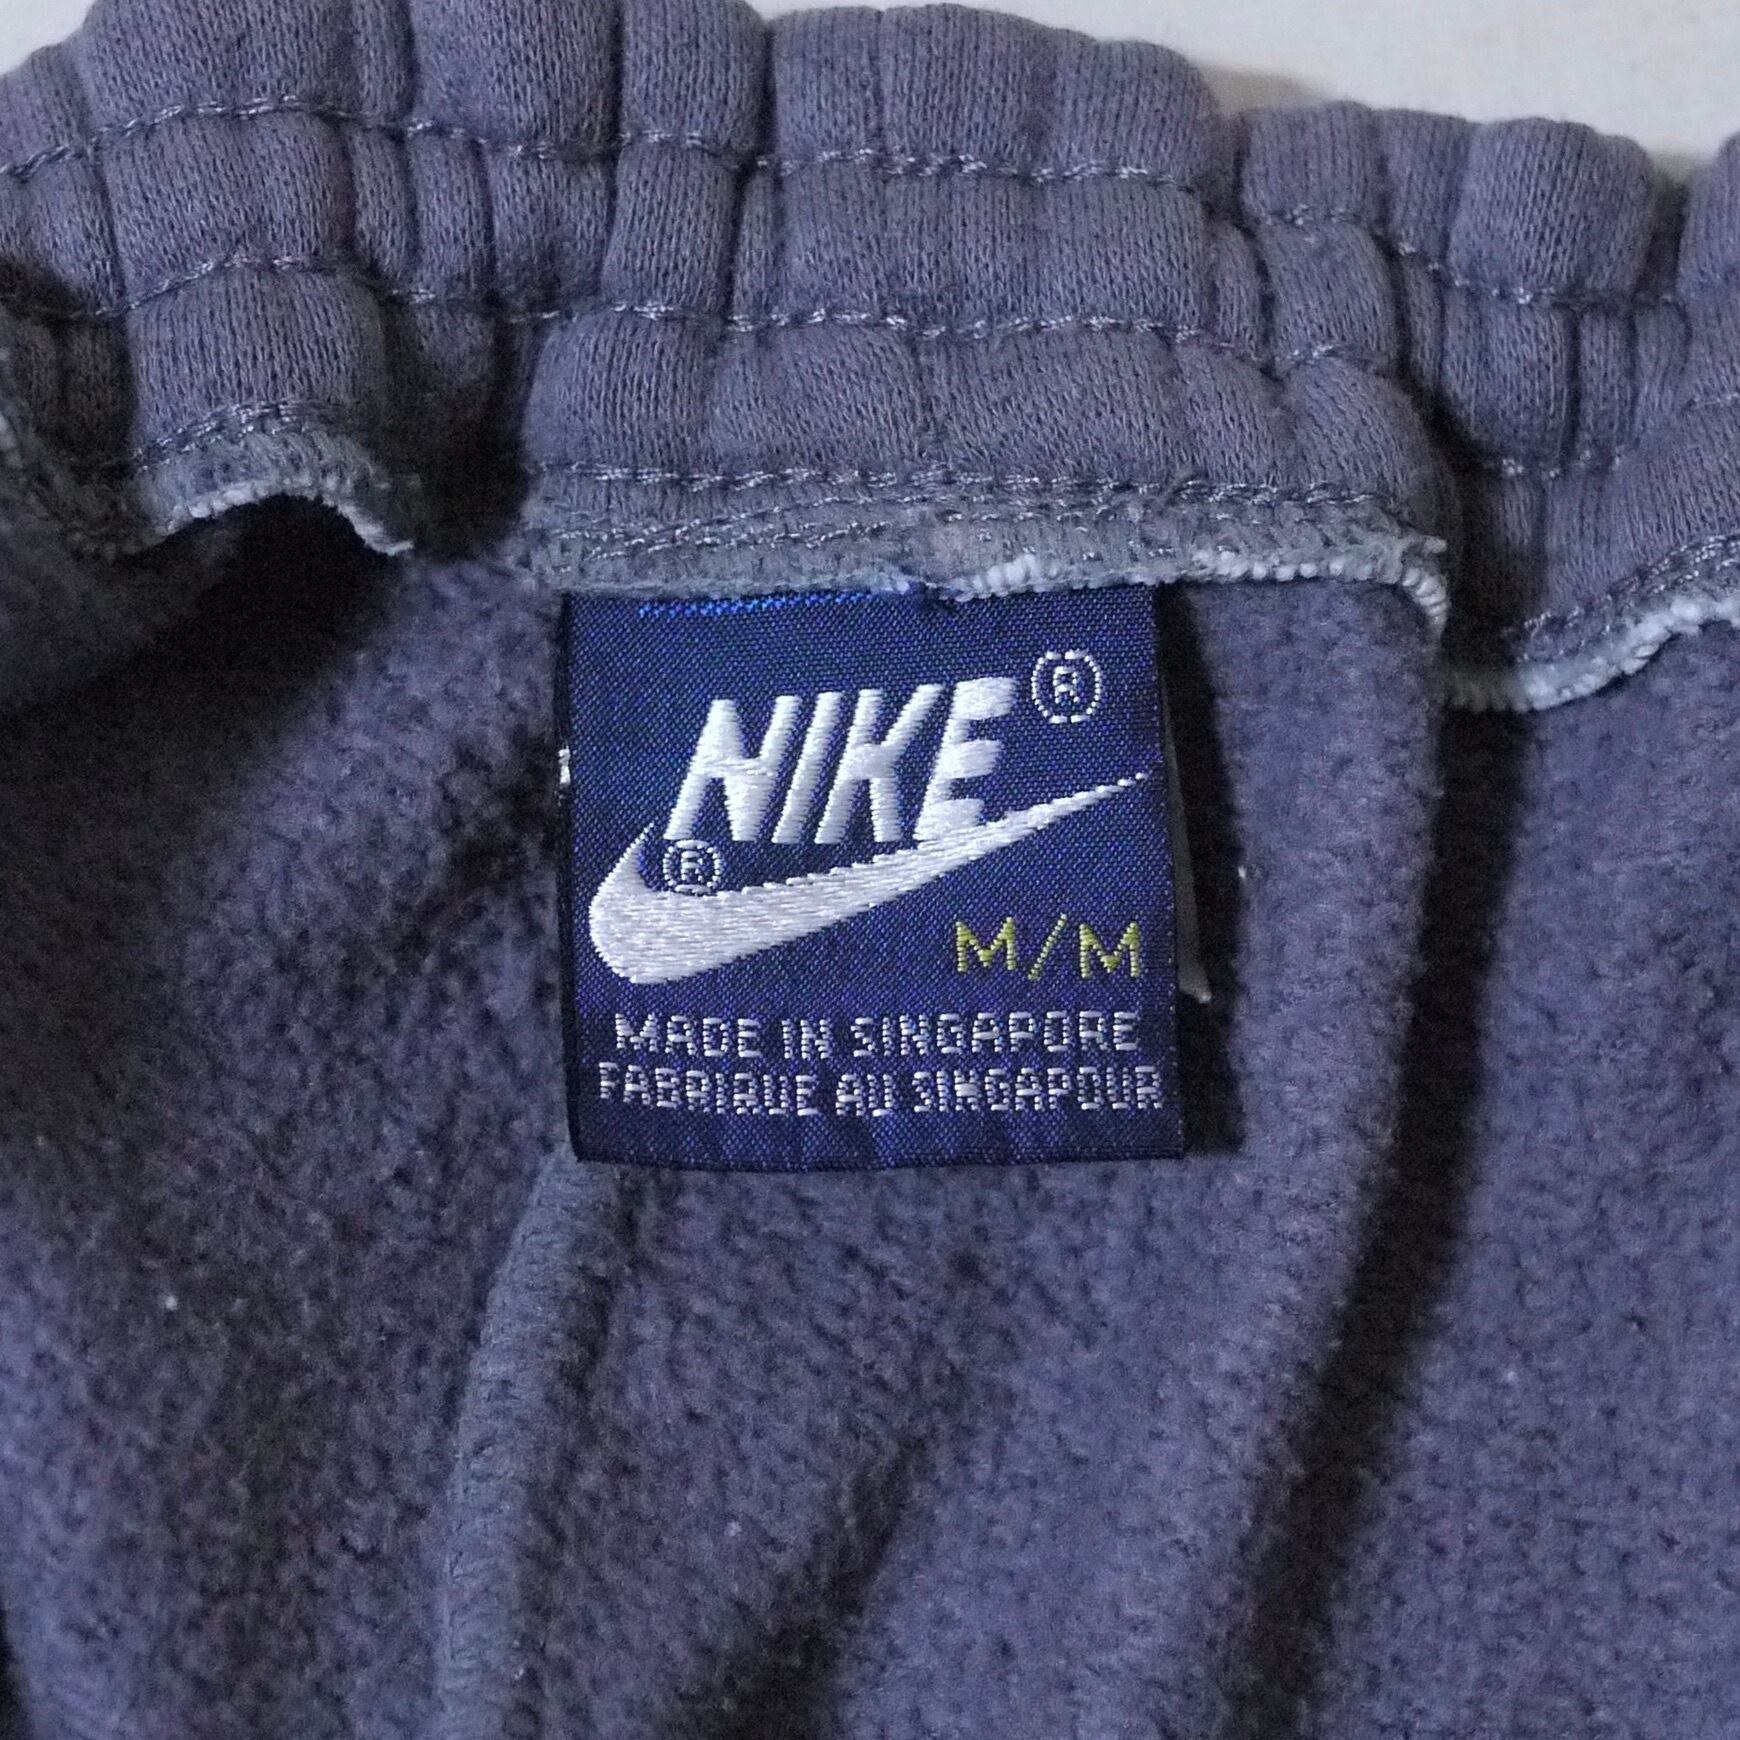 NIKE®
®
M/M
MADE IN SINGAPORE
FABRIQUE AU SINGAPOUR